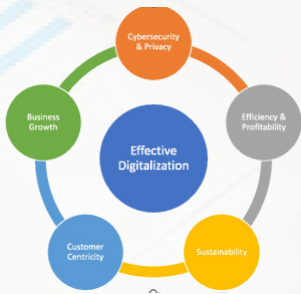 Cybersecurity
& Privacy
Business
Growth
Efficiency &
Profitability
Effective
Digitalization
Customer
Centricity
Sustainability